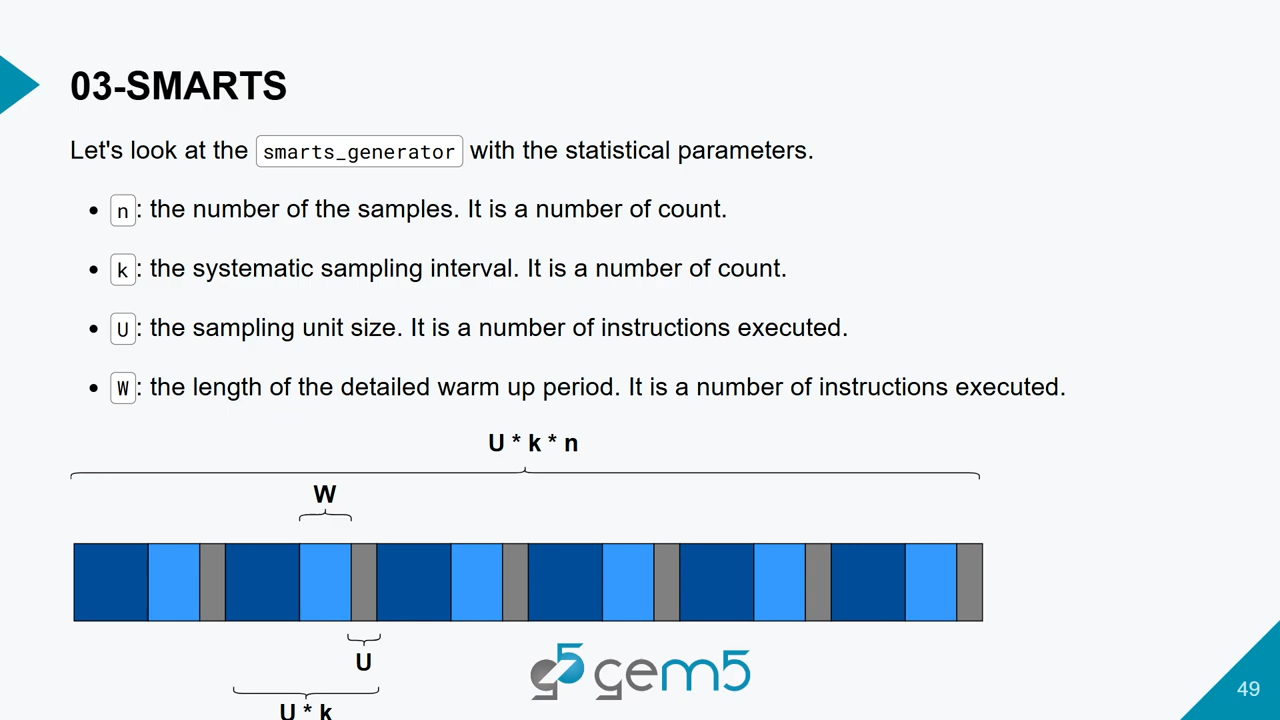 03-SMARTS
Let's look at the smarts_generator with the statistical parameters.
• n: the number of the samples. It is a number of count.
• k: the systematic sampling interval. It is a number of count.
• U: the sampling unit size. It is a number of instructions executed.
• W: the length of the detailed warm up period. It is a number of instructions executed.
U * k * n
W
U
U * k
g5 gem5
49